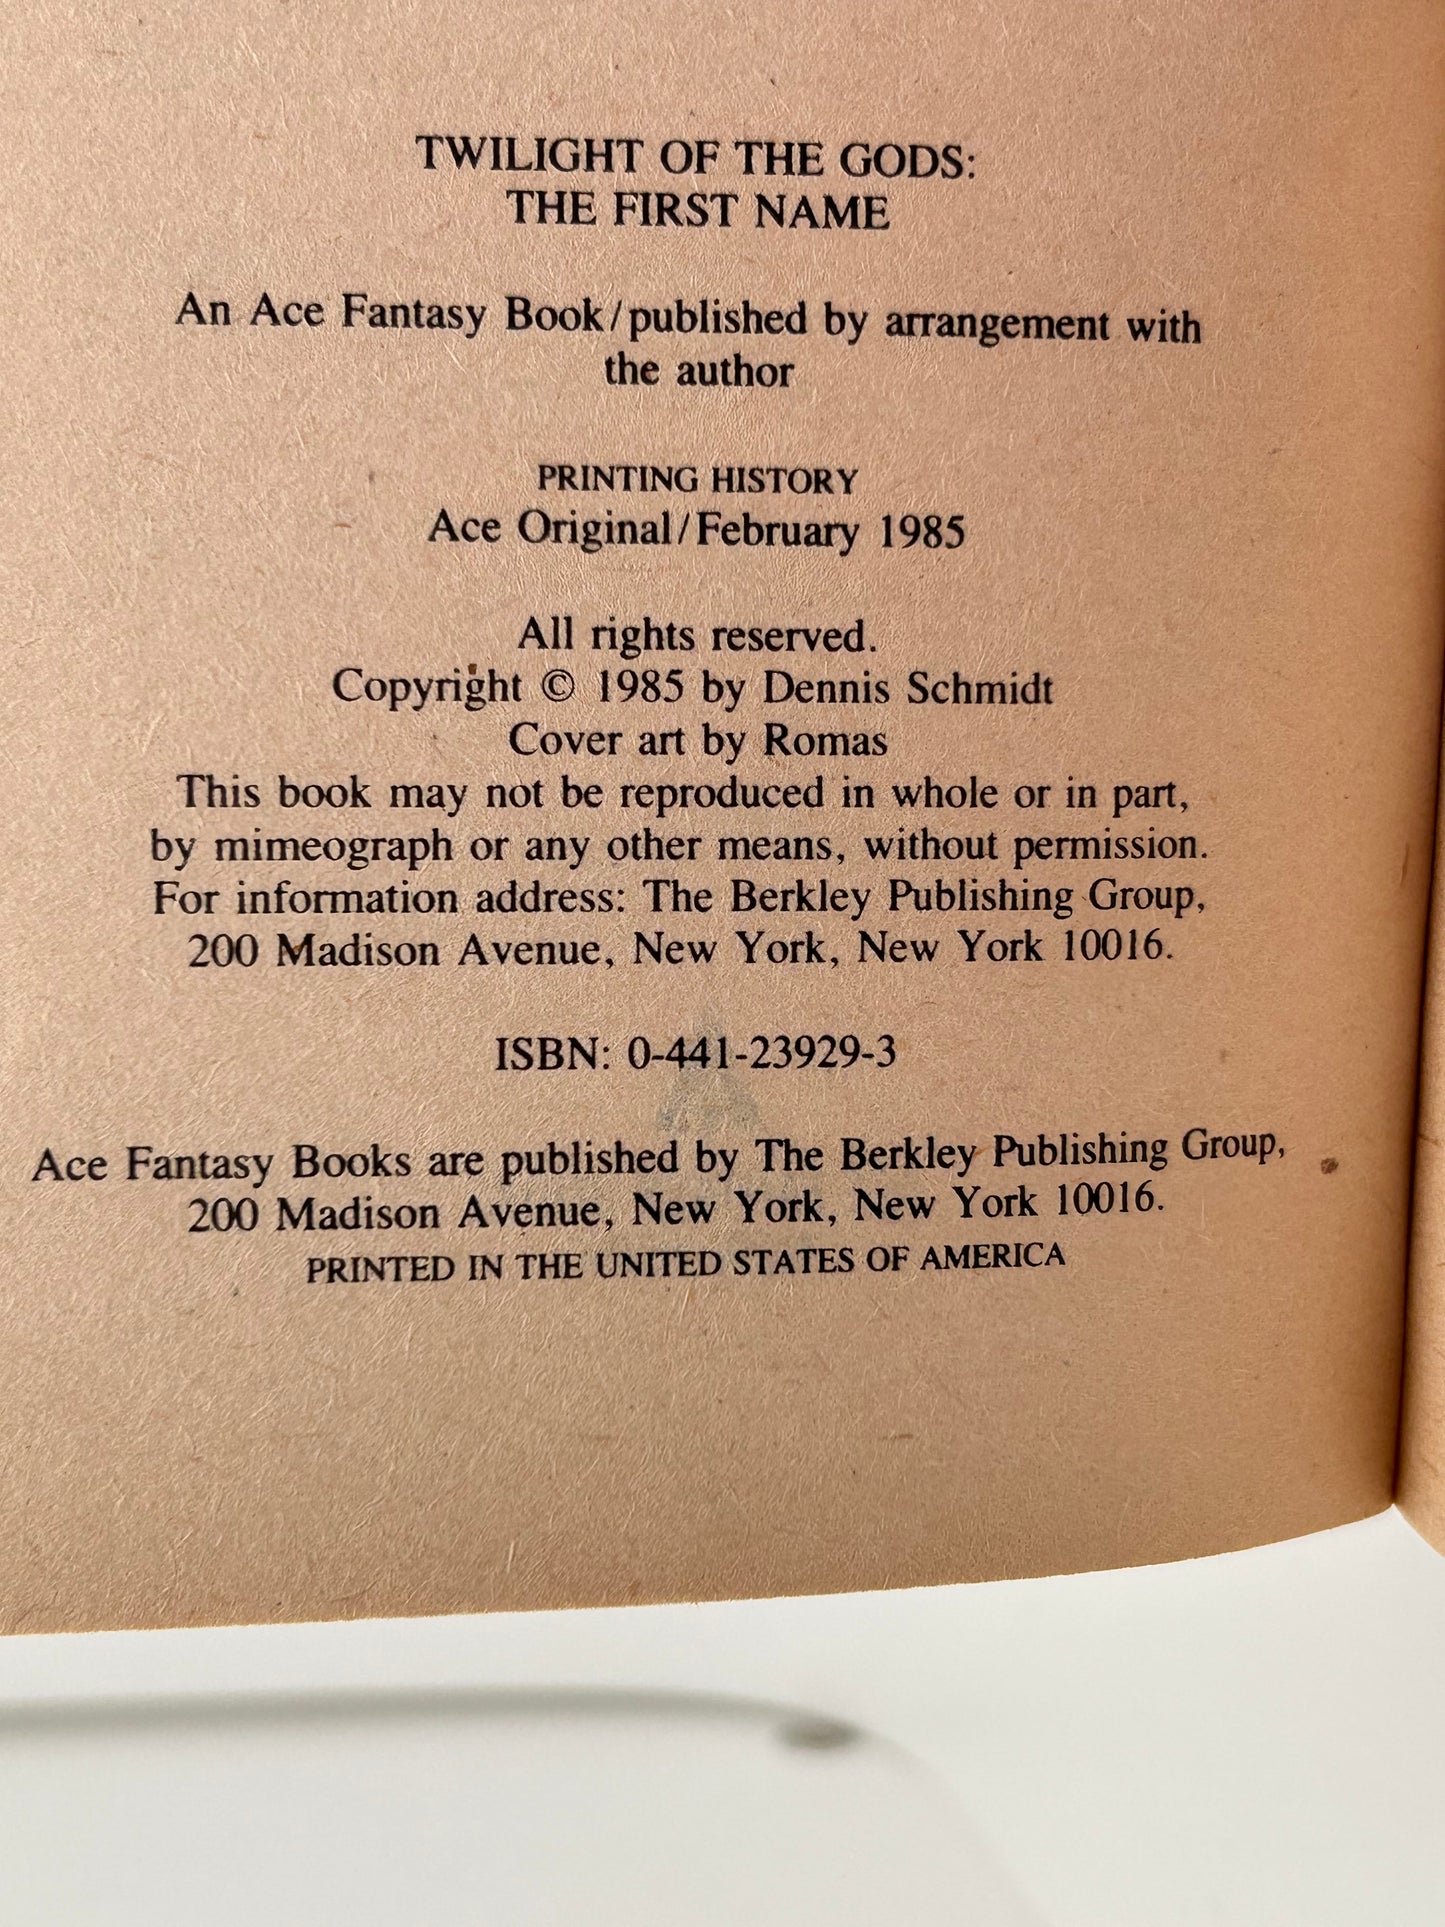 TWILIGHT OF THE GODS:
THE FIRST NAME
An Ace Fantasy Book/published by arrangement with
the author
PRINTING HISTORY
Ace Original/February 1985
All rights reserved.
Copyright © 1985 by Dennis Schmidt
Cover art by Romas
This book may not be reproduced in whole or in part,
by mimeograph or any other means, without permission.
For information address: The Berkley Publishing Group,
200 Madison Avenue, New York, New York 10016.
ISBN: 0-441-23929-3
Ace Fantasy Books are published by The Berkley Publishing Group,
200 Madison Avenue, New York, New York 10016.
PRINTED IN THE UNITED STATES OF AMERICA